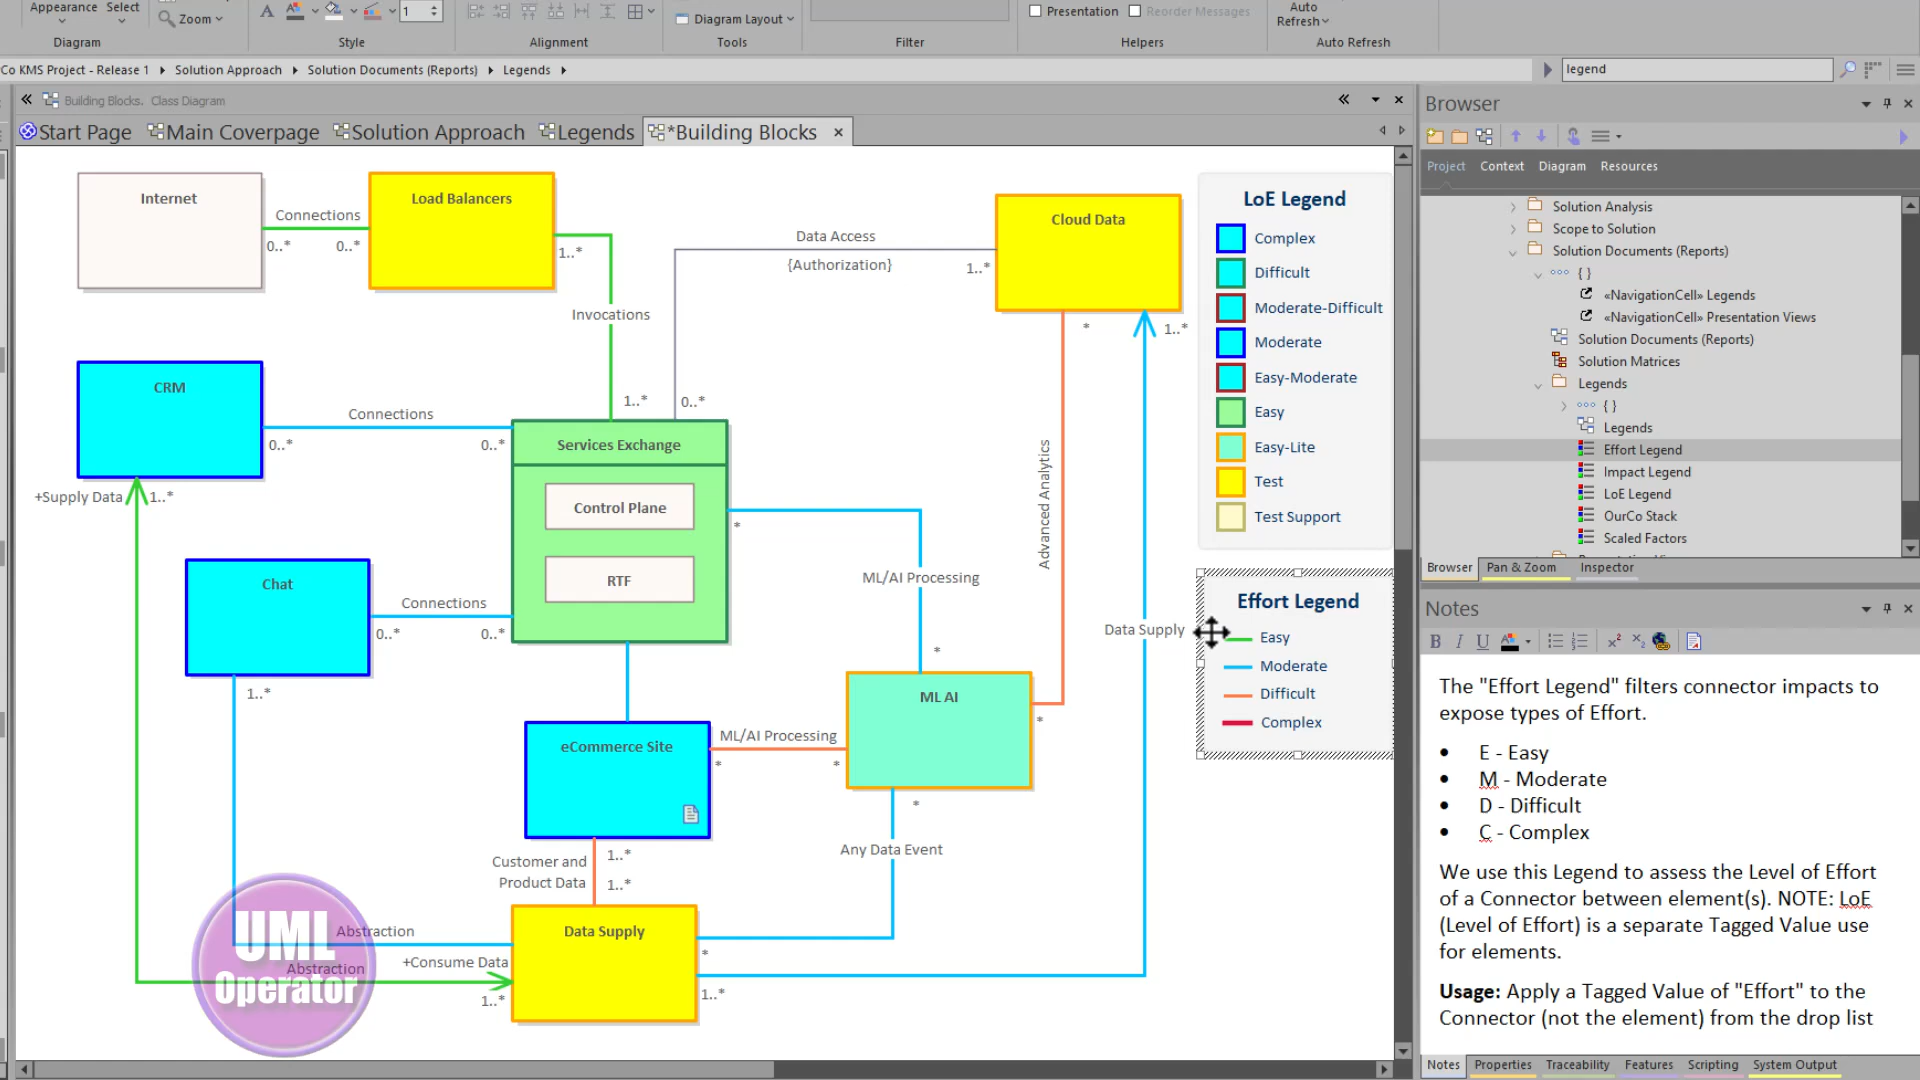 Appearance
Select
Zoom
1
Diagram Layout
Presentation
Reorder Messages
Auto
Refresh
Diagram
Style
Alignment
Tools
Filter
Helpers
Auto Refresh
Co KMS Project - Release 1
Solution Approach
Solution Documents (Reports)
Legends
legend
Building Blocks. Class Diagram
Start Page
Main Coverpage
Solution Approach
Legends
*Building Blocks
Internet
Connections
0..*
0..*
Load Balancers
1..*
Invocations
1..*
Data Access
{Authorization}
1..*
0..*
Cloud Data
*
1..*
CRM
Connections
0..*
0..*
+Supply Data
1..*
Services Exchange
Control Plane
RTF
*
ML/AI Processing
*
Advanced Analytics
Data Supply
Chat
Connections
0..*
0..*
1..*
eCommerce Site
ML/AI Processing
*
*
ML AI
*
*
Any Data Event
Customer and
Product Data
1..*
1..*
Data Supply
*
1..*
Abstraction
+Consume Data
Abstraction
1..*
UML
Operator
LoE Legend
Complex
Difficult
Moderate-Difficult
Moderate
Easy-Moderate
Easy
Easy-Lite
Test
Test Support
Effort Legend
Easy
Moderate
Difficult
Complex
Browser
Project
Context
Diagram
Resources
Solution Analysis
Scope to Solution
Solution Documents (Reports)
{ }
«NavigationCell» Legends
«NavigationCell» Presentation Views
Solution Documents (Reports)
Solution Matrices
Legends
{ }
Legends
Effort Legend
Impact Legend
LoE Legend
OurCo Stack
Scaled Factors
Browser
Pan & Zoom
Inspector
Notes
B I U
The "Effort Legend" filters connector impacts to
expose types of Effort.
• E - Easy
• M - Moderate
• D - Difficult
• C - Complex
We use this Legend to assess the Level of Effort
of a Connector between element(s). NOTE: LoE
(Level of Effort) is a separate Tagged Value use
for elements.
Usage: Apply a Tagged Value of "Effort" to the
Connector (not the element) from the drop list
Notes
Properties
Traceability
Features
Scripting
System Output